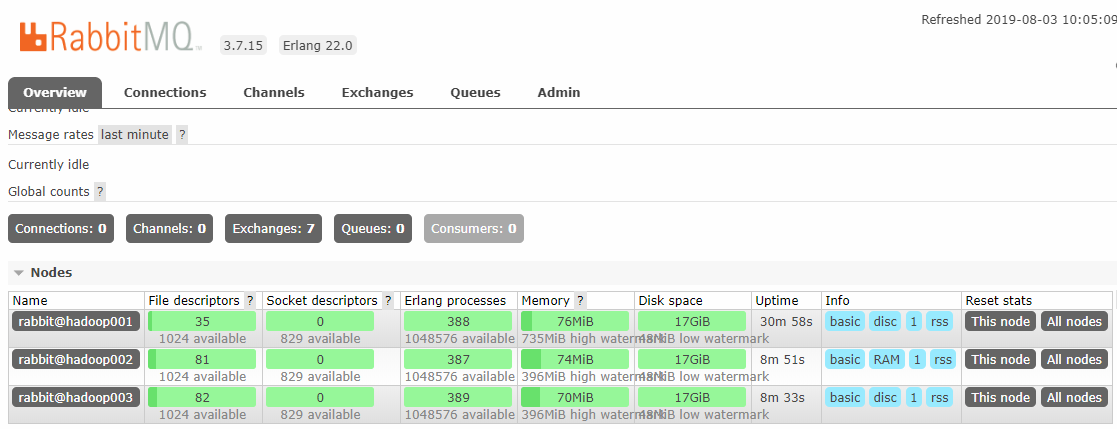 Refreshed 2019-08-03 10:05:09
RabbitMQ TM 3.7.15 Erlang 22.0
Overview Connections Channels Exchanges Queues Admin
Currently idle
Message rates last minute ?
Currently idle
Global counts ?
Connections: 0 Channels: 0 Exchanges: 7 Queues: 0 Consumers: 0
Nodes
Name File descriptors ? Socket descriptors ? Erlang processes Memory ? Disk space Uptime Info Reset stats
rabbit@hadoop001 35 0 388 76MiB 17GiB 30m 58s basic disc 1 rss This node All nodes
1024 available 829 available 1048576 available 735MiB high watermark 48MiB low watermark
rabbit@hadoop002 81 0 387 74MiB 17GiB 8m 51s basic RAM 1 rss This node All nodes
1024 available 829 available 1048576 available 396MiB high watermark 48MiB low watermark
rabbit@hadoop003 82 0 389 70MiB 17GiB 8m 33s basic disc 1 rss This node All nodes
1024 available 829 available 1048576 available 396MiB high watermark 48MiB low watermark